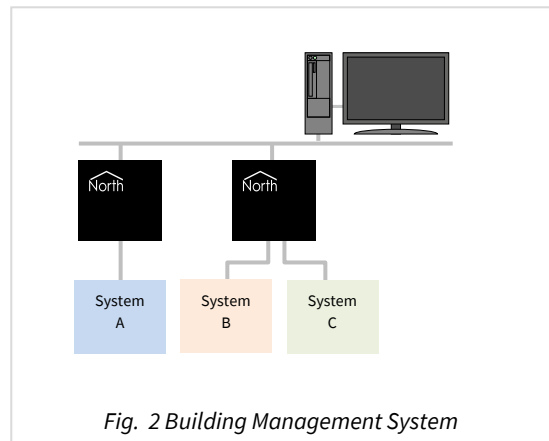 North
North
System
A
System
B
System
C
Fig. 2 Building Management System